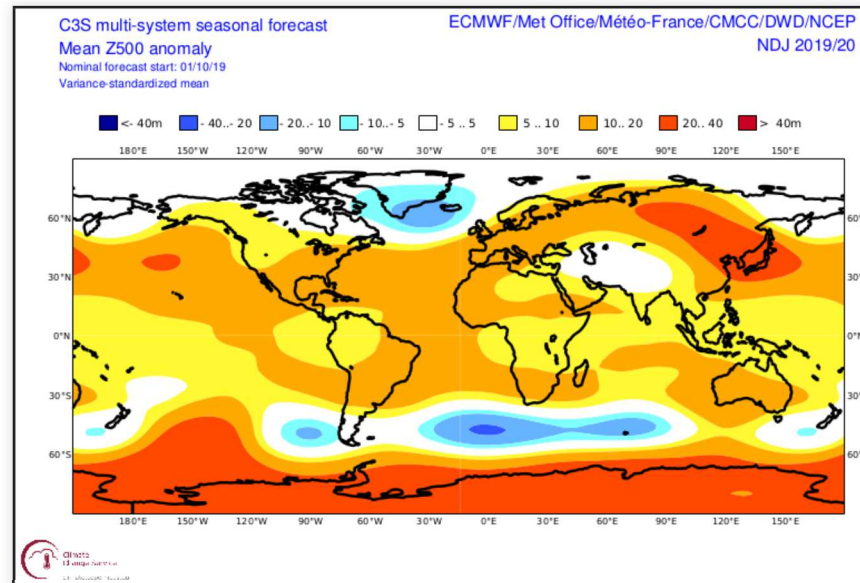 C3S multi-system seasonal forecast
ECMWF/Met Office/Météo-France/CMCC/DWD/NCEP
Mean Z500 anomaly
NDJ 2019/20
Nominal forecast start: 01/10/19
Variance-standardized mean
<- 40m - 40..- 20 - 20..- 10 - 10..- 5 - 5 .. 5 5 .. 10 10.. 20 20.. 40 > 40m
180°E 150°W 120°W 90°W 60°W 30°W 0°E 30°E 60°E 90°E 120°E 150°E
60°N 60°N
30°N 30°N
0°N 0°N
30°S 30°S
60°S 60°S
180°E 150°W 120°W 90°W 60°W 30°W 0°E 30°E 60°E 90°E 120°E 150°E
Climate
Change Service